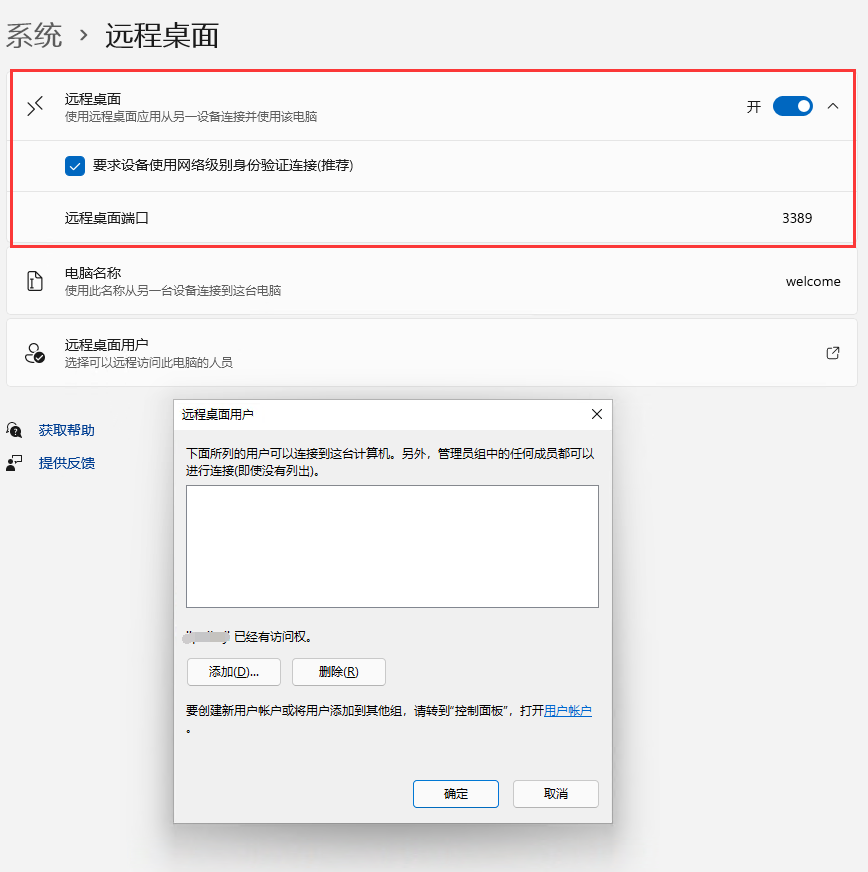 系统 › 远程桌面
远程桌面
使用远程桌面应用从另一设备连接并使用该电脑
开
要求设备使用网络级别身份验证连接(推荐)
远程桌面端口
3389
电脑名称
使用此名称从另一台设备连接到这台电脑
welcome
远程桌面用户
选择可以远程访问此电脑的人员
获取帮助
提供反馈
远程桌面用户
下面所列的用户可以连接到这台计算机。另外，管理员组中的任何成员都可以
进行连接(即使没有列出)。
已经有访问权。
添加(D)...
删除(R)
要创建新用户帐户或将用户添加到其他组，请转到“控制面板”，打开用户帐户
。
确定
取消